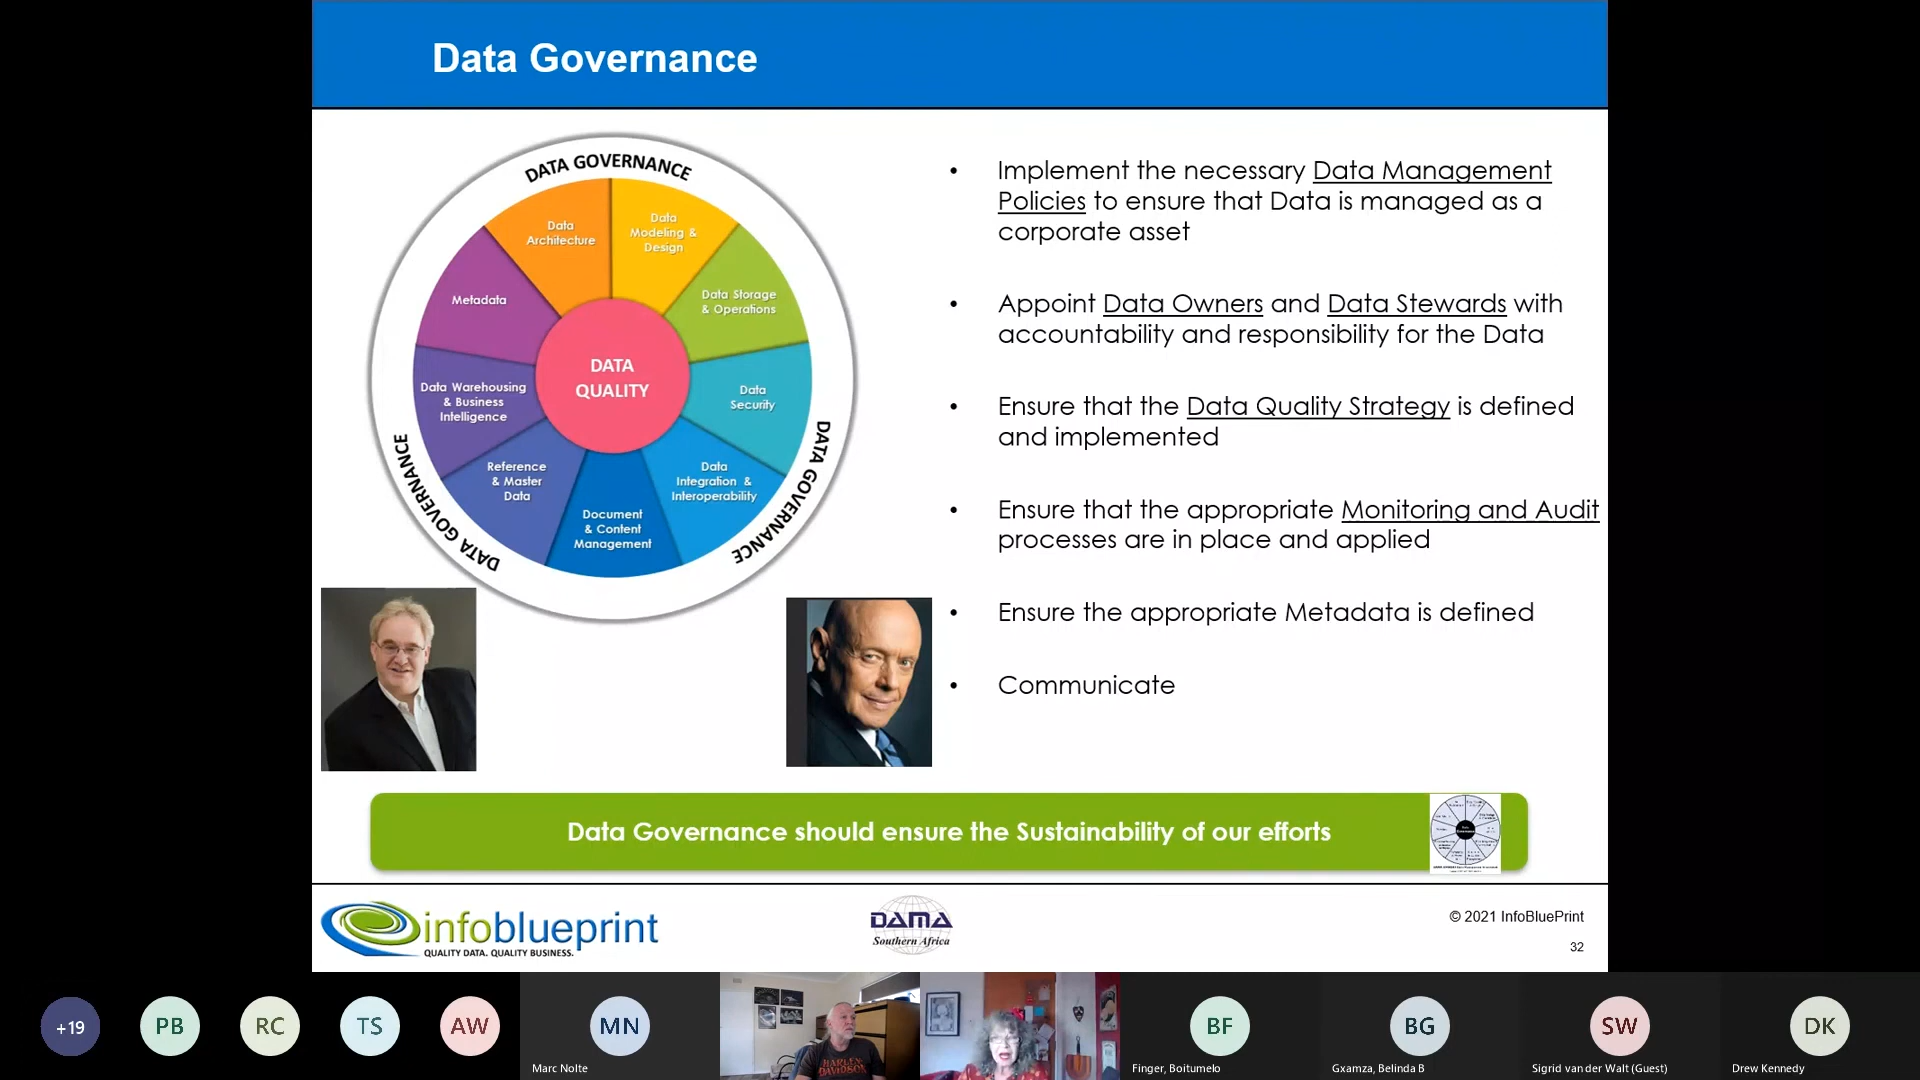 Data Governance
DATA GOVERNANCE
Data
Architecture
Data
Modeling &
Design
Data Storage
& Operations
Data
Security
Data
Integration &
Interoperability
Document
& Content
Management
Reference
& Master
Data
Data Warehousing
& Business
Intelligence
Metadata
DATA
QUALITY
DATA GOVERNANCE
DATA GOVERNANCE
• Implement the necessary Data Management
Policies to ensure that Data is managed as a
corporate asset
• Appoint Data Owners and Data Stewards with
accountability and responsibility for the Data
• Ensure that the Data Quality Strategy is defined
and implemented
• Ensure that the appropriate Monitoring and Audit
processes are in place and applied
• Ensure the appropriate Metadata is defined
• Communicate
Data Governance should ensure the Sustainability of our efforts
infoblueprint
QUALITY DATA. QUALITY BUSINESS.
DAMA
Southern Africa
© 2021 InfoBluePrint
32
+19
PB
RC
TS
AW
MN
Marc Nolte
HARLEY
DAVIDSON
BF
Finger, Boitumelo
BG
Gxamza, Belinda B
SW
Sigrid van der Walt (Guest)
DK
Drew Kennedy